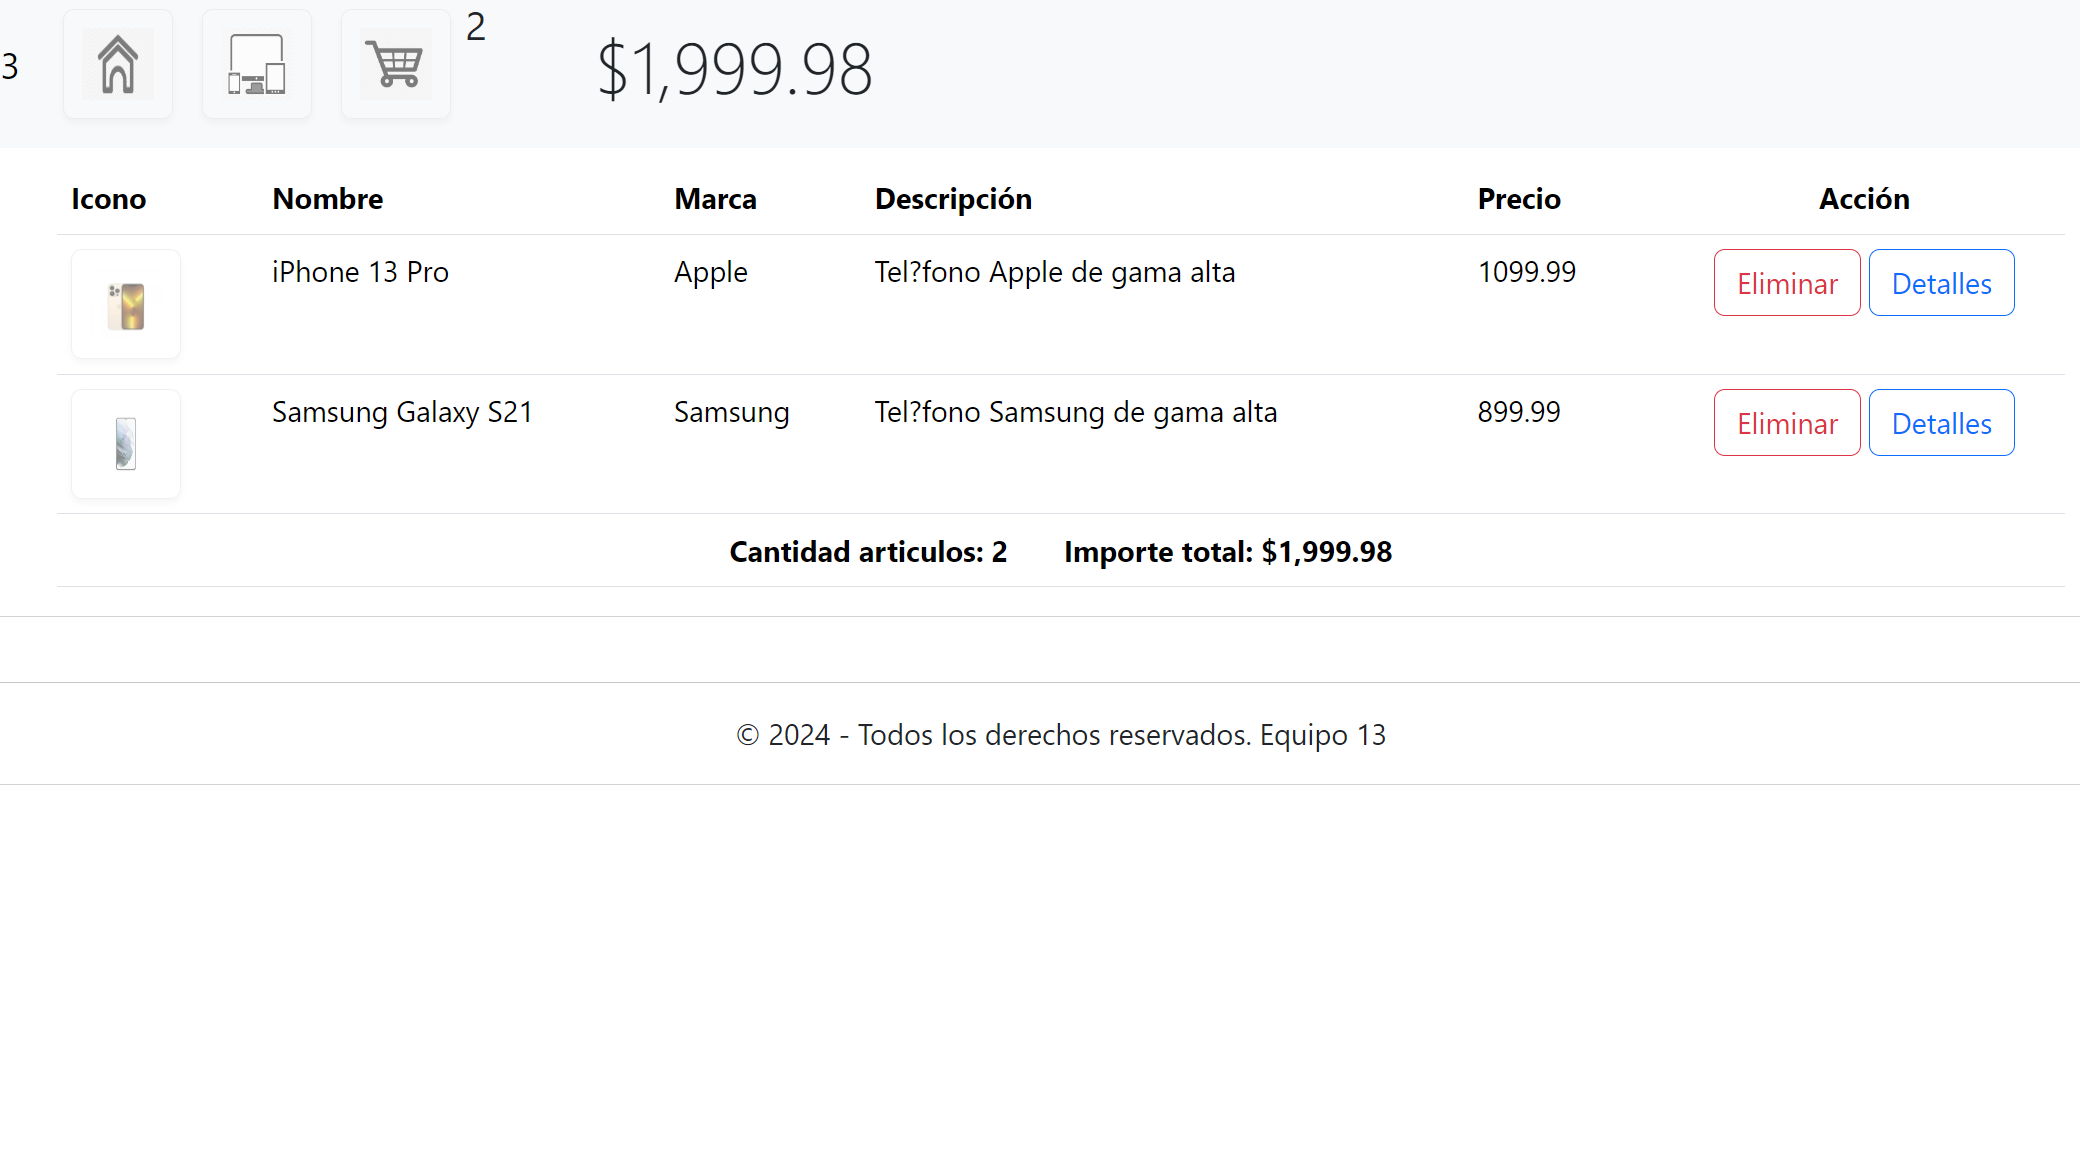 3
2
$1,999.98
Icono Nombre Marca Descripción Precio Acción
iPhone 13 Pro Apple Tel?fono Apple de gama alta 1099.99 Eliminar Detalles
Samsung Galaxy S21 Samsung Tel?fono Samsung de gama alta 899.99 Eliminar Detalles
Cantidad articulos: 2 Importe total: $1,999.98
© 2024 - Todos los derechos reservados. Equipo 13